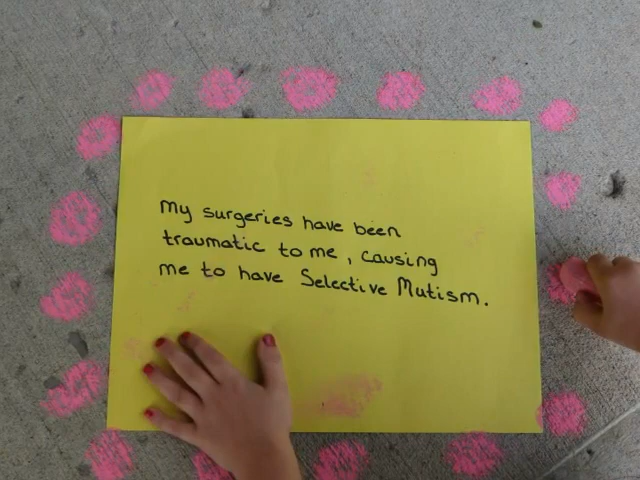 My surgeries have been
traumatic to me, causing
me to have Selective Mutism.